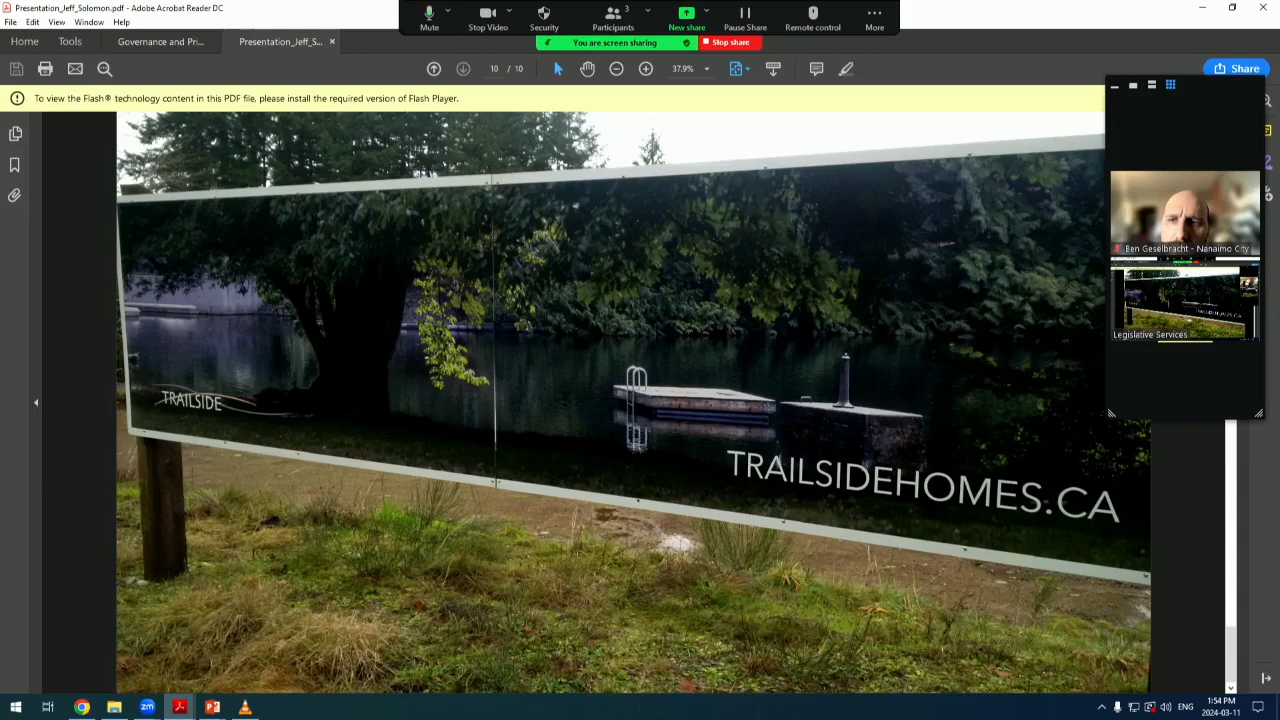 Presentation_Jeff_Solomon.pdf - Adobe Acrobat Reader DC
File Edit View Window Help
Mute Stop Video Security Participants 3 New share Pause Share Remote control More
You are screen sharing Stop share
Home Tools Governance and Pri... Presentation_Jeff_S... ×
10 / 10 37.9% Share
To view the Flash® technology content in this PDF file, please install the required version of Flash Player.
Ben Geselbracht - Nanaimo City
Legislative Services
TRAILSIDE
TRAILSIDEHOMES.CA
zm
ENG
1:54 PM
2024-03-11